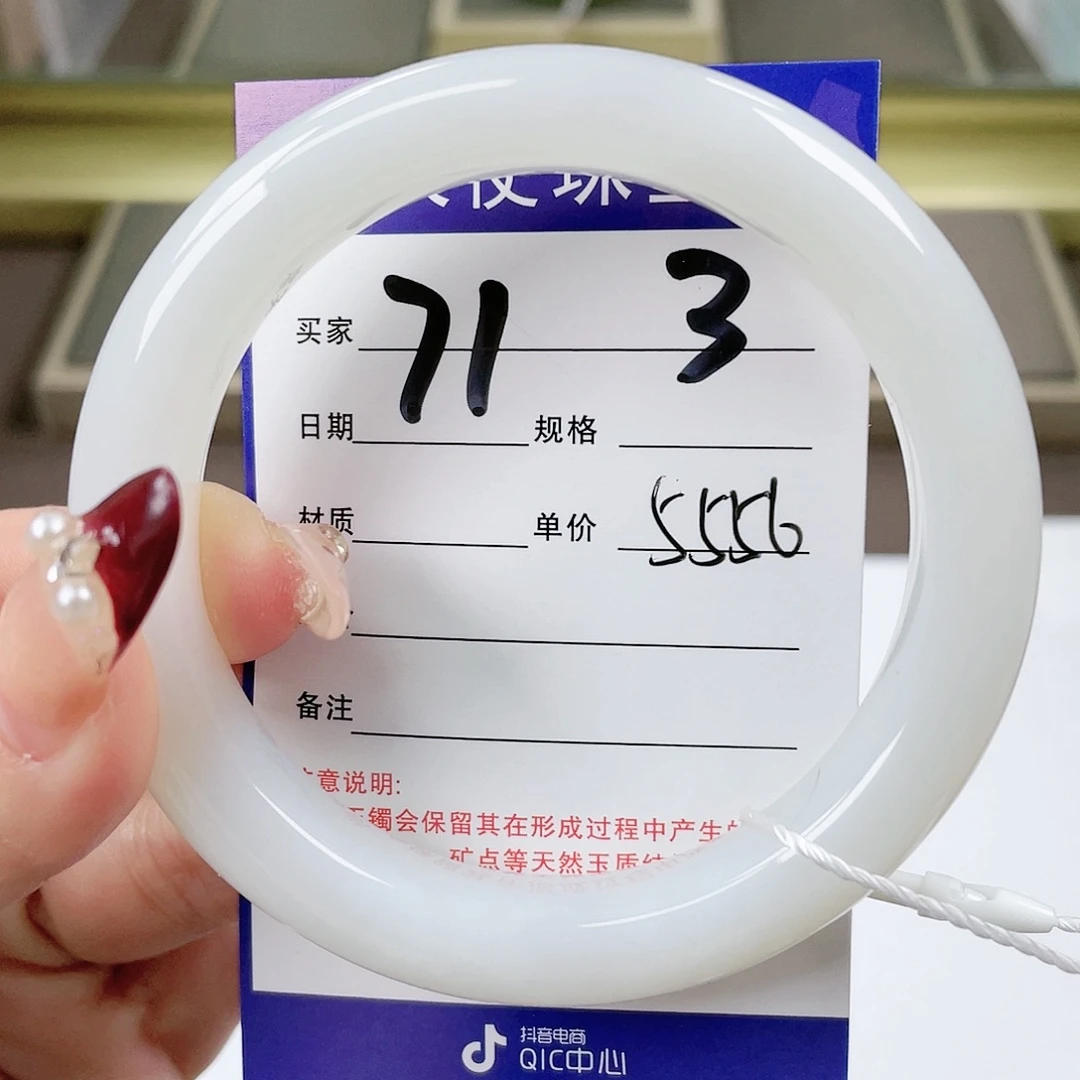 珠
买家 71 3
日期 规格
材质 单价 5556
备注
意说明:
镯会保留其在形成过程中产生的
矿点等天然玉质
抖音电商
QIC中心